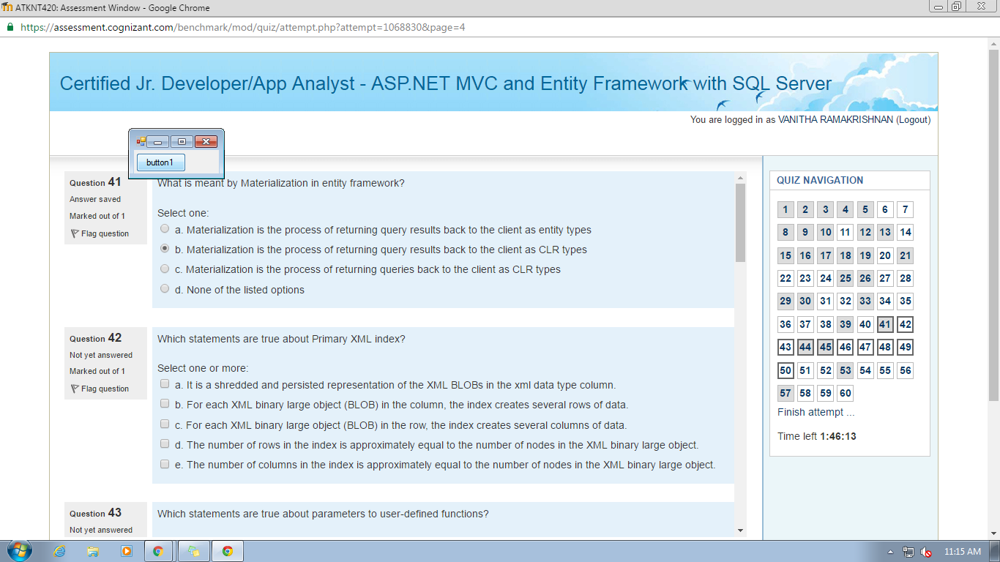 ATKNT420: Assessment Window - Google Chrome
https://assessment.cognizant.com/benchmark/mod/quiz/attempt.php?attempt=1068830&page=4
Certified Jr. Developer/App Analyst - ASP.NET MVC and Entity Framework with SQL Server
You are logged in as VANITHA RAMAKRISHNAN (Logout)
button1
Question 41
Answer saved
Marked out of 1
Flag question
What is meant by Materialization in entity framework?
Select one:
a. Materialization is the process of returning query results back to the client as entity types
b. Materialization is the process of returning query results back to the client as CLR types
c. Materialization is the process of returning queries back to the client as CLR types
d. None of the listed options
Question 42
Not yet answered
Marked out of 1
Flag question
Which statements are true about Primary XML index?
Select one or more:
a. It is a shredded and persisted representation of the XML BLOBs in the xml data type column.
b. For each XML binary large object (BLOB) in the column, the index creates several rows of data.
c. For each XML binary large object (BLOB) in the row, the index creates several columns of data.
d. The number of rows in the index is approximately equal to the number of nodes in the XML binary large object.
e. The number of columns in the index is approximately equal to the number of nodes in the XML binary large object.
Question 43
Not yet answered
Which statements are true about parameters to user-defined functions?
QUIZ NAVIGATION
1 2 3 4 5 6 7
8 9 10 11 12 13 14
15 16 17 18 19 20 21
22 23 24 25 26 27 28
29 30 31 32 33 34 35
36 37 38 39 40 41 42
43 44 45 46 47 48 49
50 51 52 53 54 55 56
57 58 59 60
Finish attempt ...
Time left 1:46:13
11:15 AM